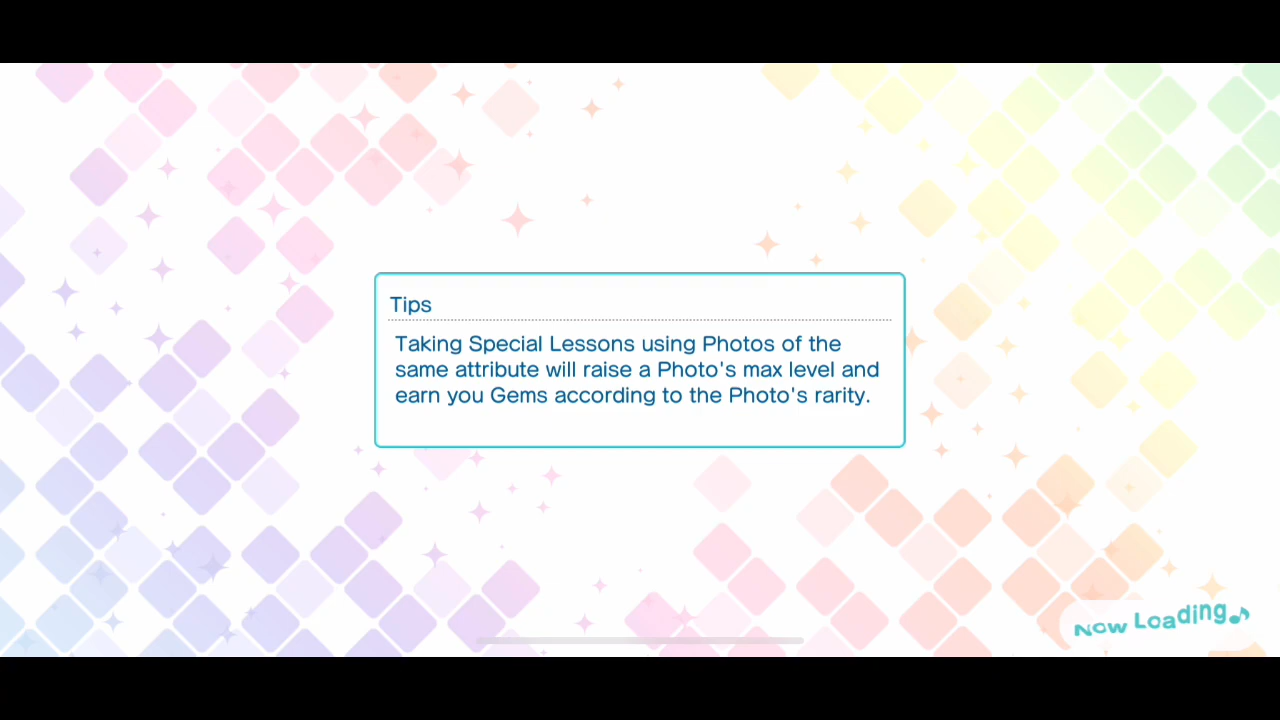 Tips
Taking Special Lessons using Photos of the
same attribute will raise a Photo's max level and
earn you Gems according to the Photo's rarity.
Now Loading♪